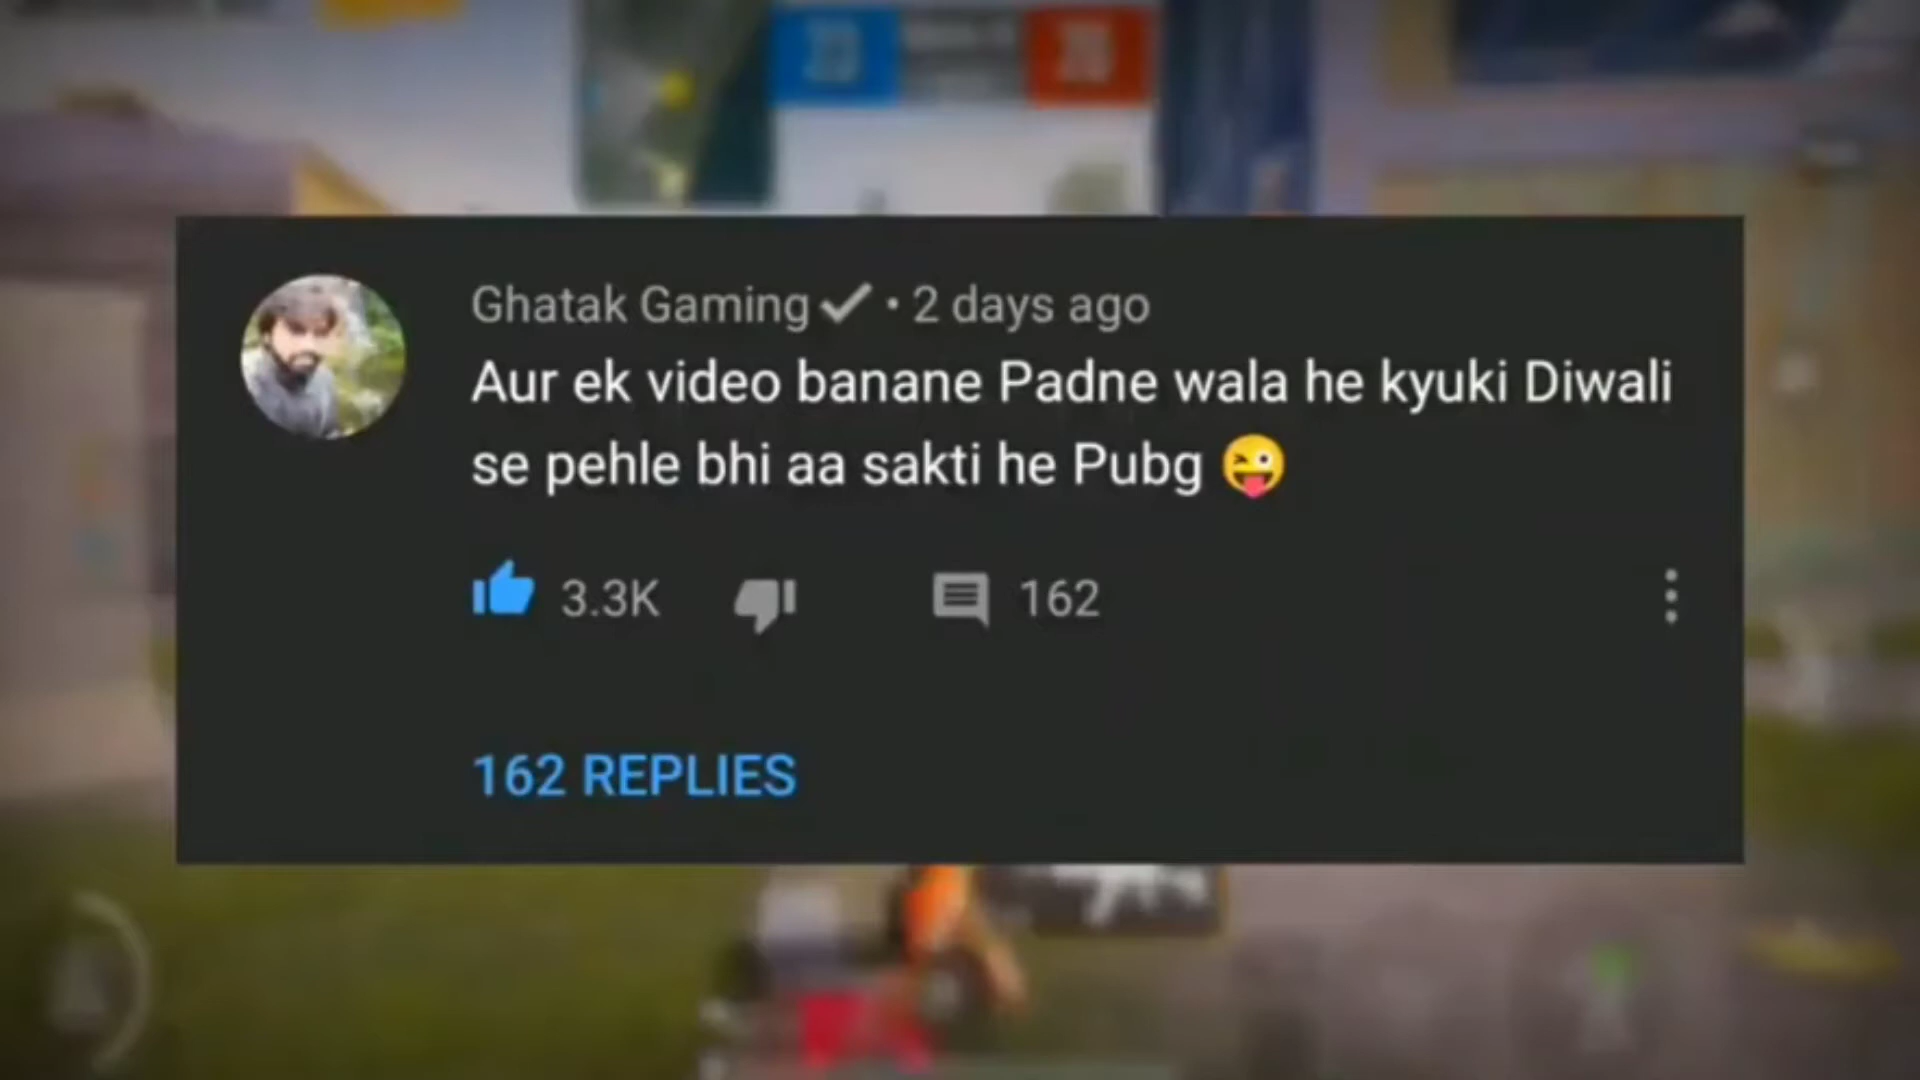 Ghatak Gaming ✔ • 2 days ago
Aur ek video banane Padne wala he kyuki Diwali
se pehle bhi aa sakti he Pubg 😜
3.3K 162
162 REPLIES